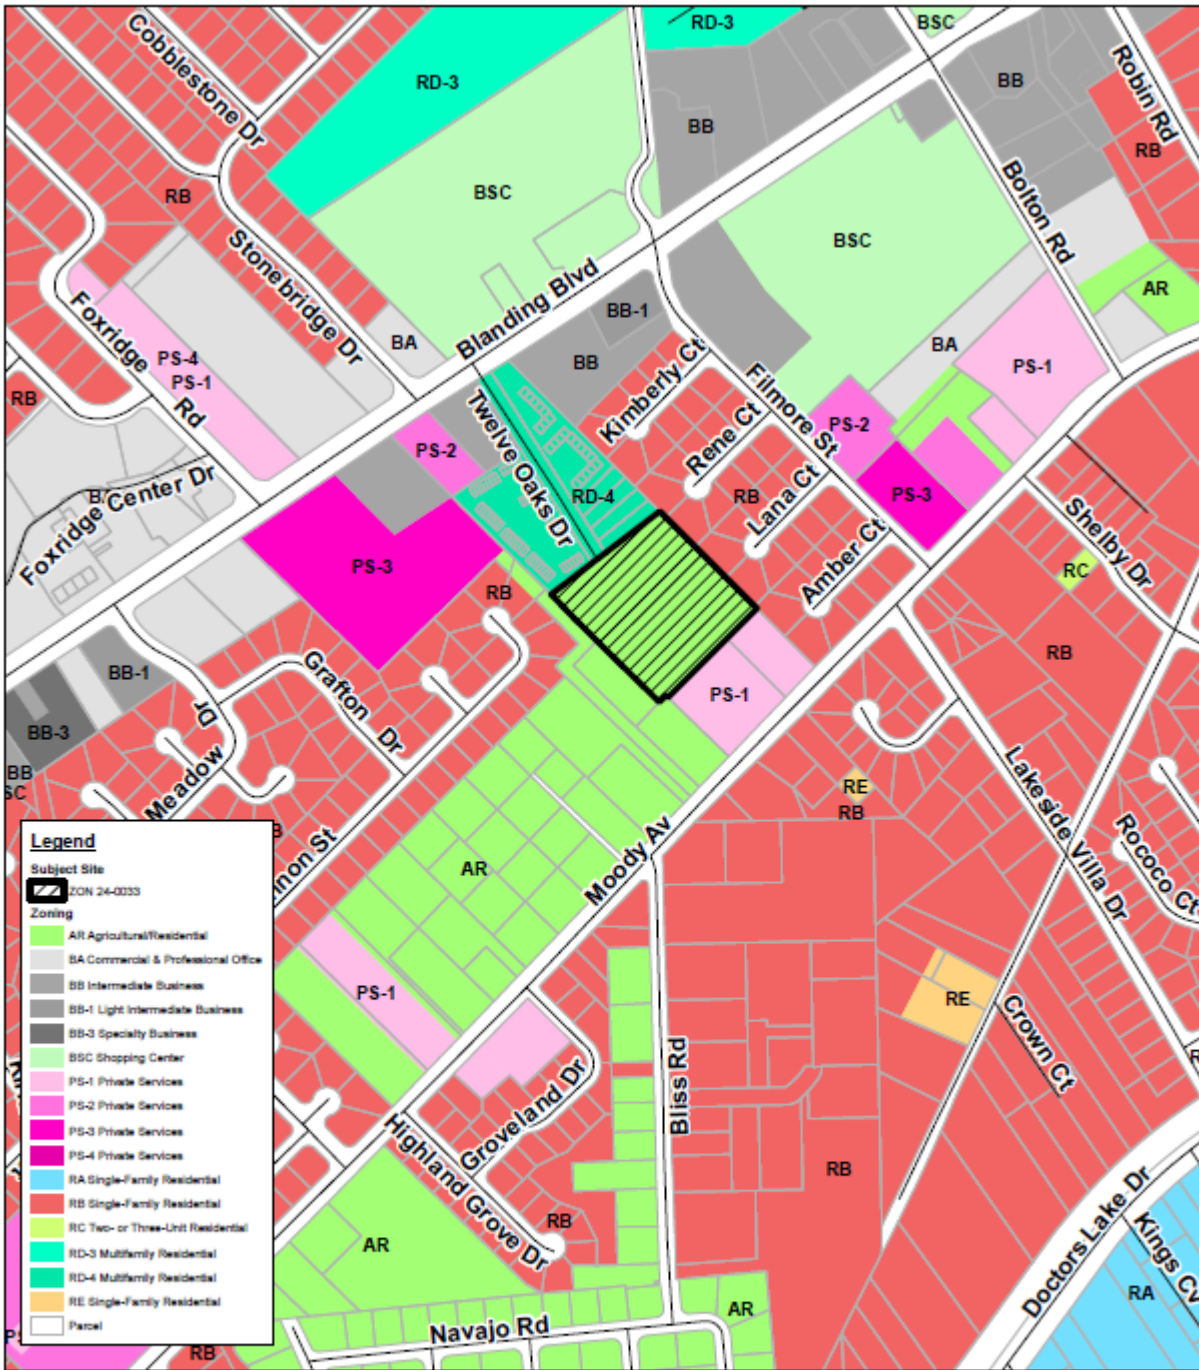 RD-3
BSC
Cobblestone Dr
RD-3
BB
Robin Rd
BB
RB
RB
BSC
Bolton Rd
BSC
Stonebridge Dr
AR
Foxridge Rd
Blanding Blvd
BB-1
BA
BA
PS-4
PS-1
BB
Kimberly Ct
PS-1
RB
Twelve Oaks Dr
Filmore St
Rene Ct
PS-2
PS-2
Foxridge Center Dr
RD-4
RB
Lana Ct
PS-3
Shelby Dr
PS-3
Amber Ct
RC
RB
RB
Grafton Dr
BB-1
PS-1
Dr
BB-3
BB
SC
Meadow
RE
RB
Lakeside Villa Dr
Rococo Ct
Moody Av
AR
PS-1
RE
Crown Ct
Bliss Rd
Groveland Dr
Highland Grove Dr
RB
RB
AR
Doctors Lake Dr
Kings Cv
RA
AR
Navajo Rd
RB
Legend
Subject Site
ZON 24-0033
Zoning
AR Agricultural/Residential
BA Commercial & Professional Office
BB Intermediate Business
BB-1 Light Intermediate Business
BB-3 Specialty Business
BSC Shopping Center
PS-1 Private Services
PS-2 Private Services
PS-3 Private Services
PS-4 Private Services
RA Single-Family Residential
RB Single-Family Residential
RC Two- or Three-Unit Residential
RD-3 Multifamily Residential
RD-4 Multifamily Residential
RE Single-Family Residential
Parcel